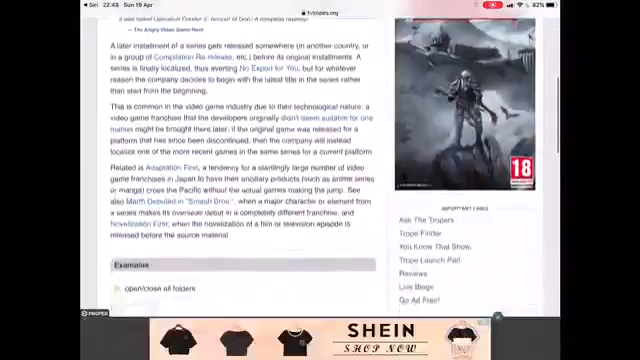 Siri 22:48 Sun 19 Apr
82%
tvtropes.org
— The Angry Video Game Nerd
A later installment of a series gets released somewhere (in another country, or
in a group of Compilation Re-release, etc.) before its original installments. A
series is finally localized, thus averting No Export for You, but for whatever
reason the company decides to begin with the latest title in the series rather
than start from the beginning.
This is common in the video game industry due to their technological nature: a
video game franchise that the developers originally didn't deem suitable for one
market might be brought there later; if the original game was released for a
platform that has since been discontinued, then the company will instead
localize one of the more recent games in the same series for a current platform
Related is Adaptation First, a tendency for a startlingly large number of video
game franchises in Japan to have their ancillary products (such as anime series
or manga) cross the Pacific without the actual games making the jump. See
also Marth Debuted in "Smash Bros.", when a major character or element from
a series makes its overseas debut in a completely different franchise, and
Novelization First, when the novelization of a film or television episode is
released before the source material.
Examples
open/close all folders
18
IMPORTANT LINKS
Ask The Tropers
Trope Finder
You Know That Show
Trope Launch Pad
Reviews
Live Blogs
Go Ad Free!
SHEIN
SHOP NOW